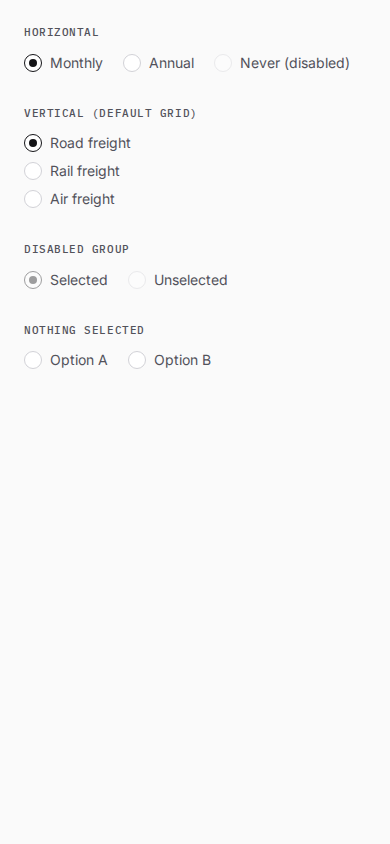 HORIZONTAL
Monthly Annual Never (disabled)
VERTICAL (DEFAULT GRID)
Road freight
Rail freight
Air freight
DISABLED GROUP
Selected Unselected
NOTHING SELECTED
Option A Option B